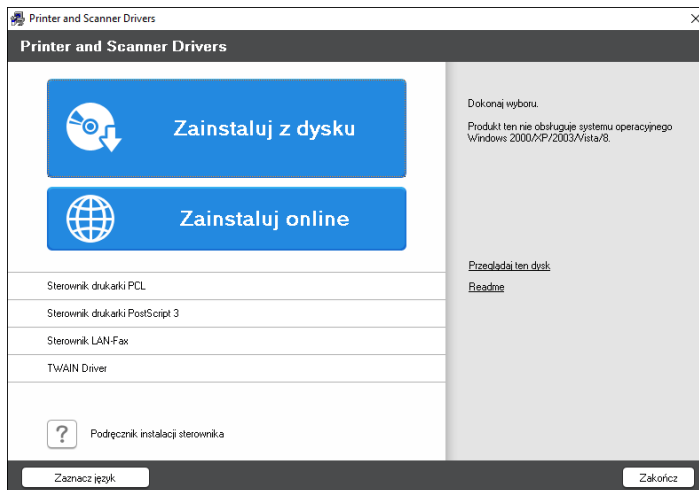 Printer and Scanner Drivers
Printer and Scanner Drivers
Zainstaluj z dysku
Zainstaluj online
Sterownik drukarki PCL
Sterownik drukarki PostScript 3
Sterownik LAN-Fax
TWAIN Driver
? Podręcznik instalacji sterownika
Dokonaj wyboru.
Produkt ten nie obsługuje systemu operacyjnego
Windows 2000/XP/2003/Vista/8.
Przeglądaj ten dysk
Readme
Zaznacz język
Zakończ